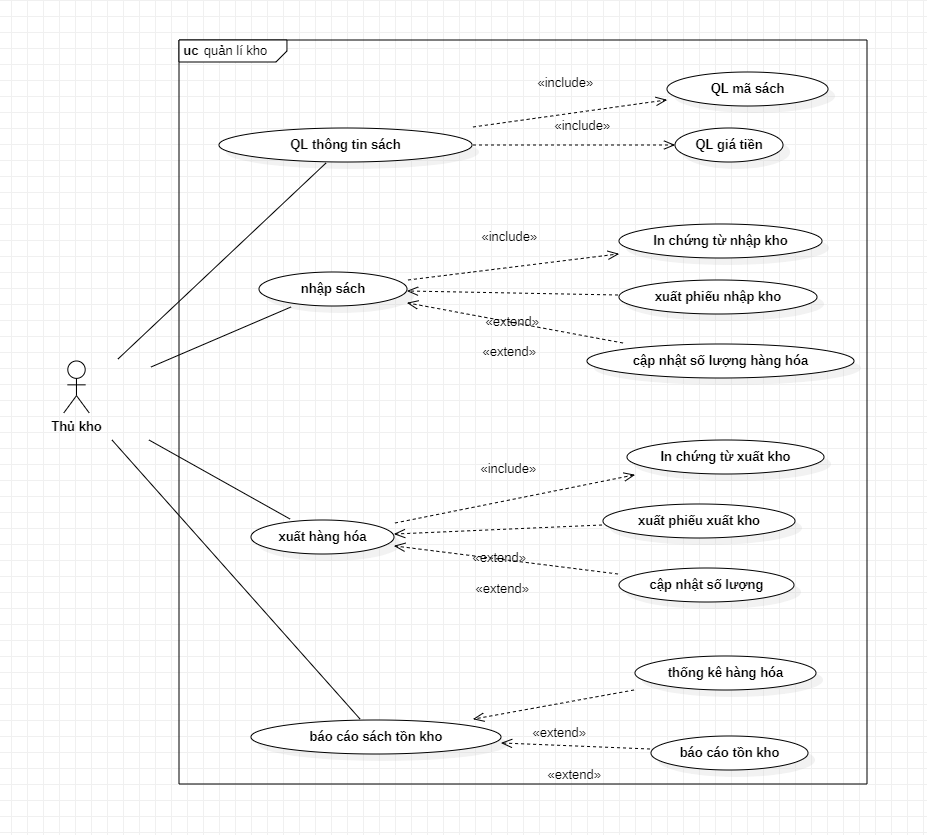 uc quản lí kho
«include»
QL mã sách
«include»
QL thông tin sách
QL giá tiền
«include»
In chứng từ nhập kho
nhập sách
xuất phiếu nhập kho
«extend»
«extend»
cập nhật số lượng hàng hóa
Thủ kho
«include»
In chứng từ xuất kho
xuất phiếu xuất kho
xuất hàng hóa
«extend»
«extend»
cập nhật số lượng
thống kê hàng hóa
báo cáo sách tồn kho
«extend»
báo cáo tồn kho
«extend»